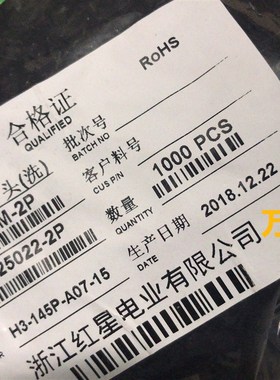 RoHS
合格证
QUALIFIED
批次号
BATCH NO
头(洗)
客户料号
CUS P/N
M-2P
数量
QUANTITY
1000 PCS
25022-2P
生产日期
DATE
2018.12.22
H3-145P-A07-15
浙江红星电业有限公司
万